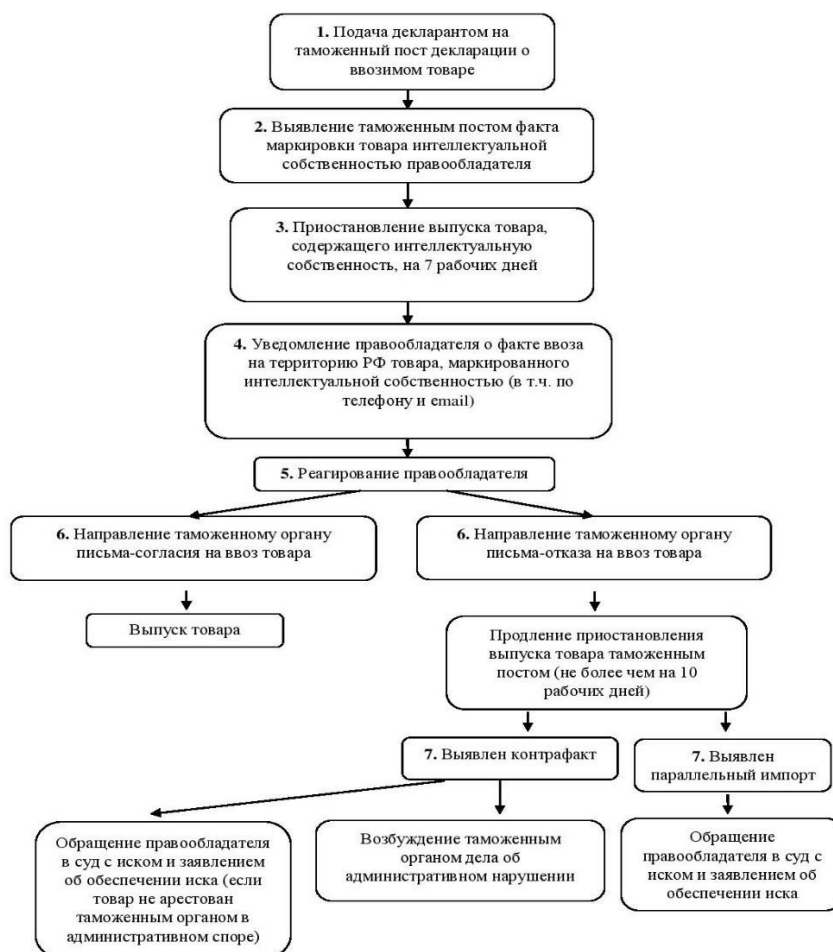 1. Подача декларантом на
таможенный пост декларации о
ввозимом товаре
2. Выявление таможенным постом факта
маркировки товара интеллектуальной
собственностью правообладателя
3. Приостановление выпуска товара,
содержащего интеллектуальную
собственность, на 7 рабочих дней
4. Уведомление правообладателя о факте ввоза
на территорию РФ товара, маркированного
интеллектуальной собственностью (в т.ч. по
телефону и email)
5. Реагирование правообладателя
6. Направление таможенному органу
письма-согласия на ввоз товара
6. Направление таможенному органу
письма-отказа на ввоз товара
Выпуск товара
Продление приостановления
выпуска товара таможенным
постом (не более чем на 10
рабочих дней)
7. Выявлен контрафакт
7. Выявлен
параллельный импорт
Обращение правообладателя
в суд с иском и заявлением
об обеспечении иска (если
товар не арестован
таможенным органом в
административном споре)
Возбуждение таможенным
органом дела об
административном нарушении
Обращение
правообладателя в суд с
иском и заявлением об
обеспечении иска